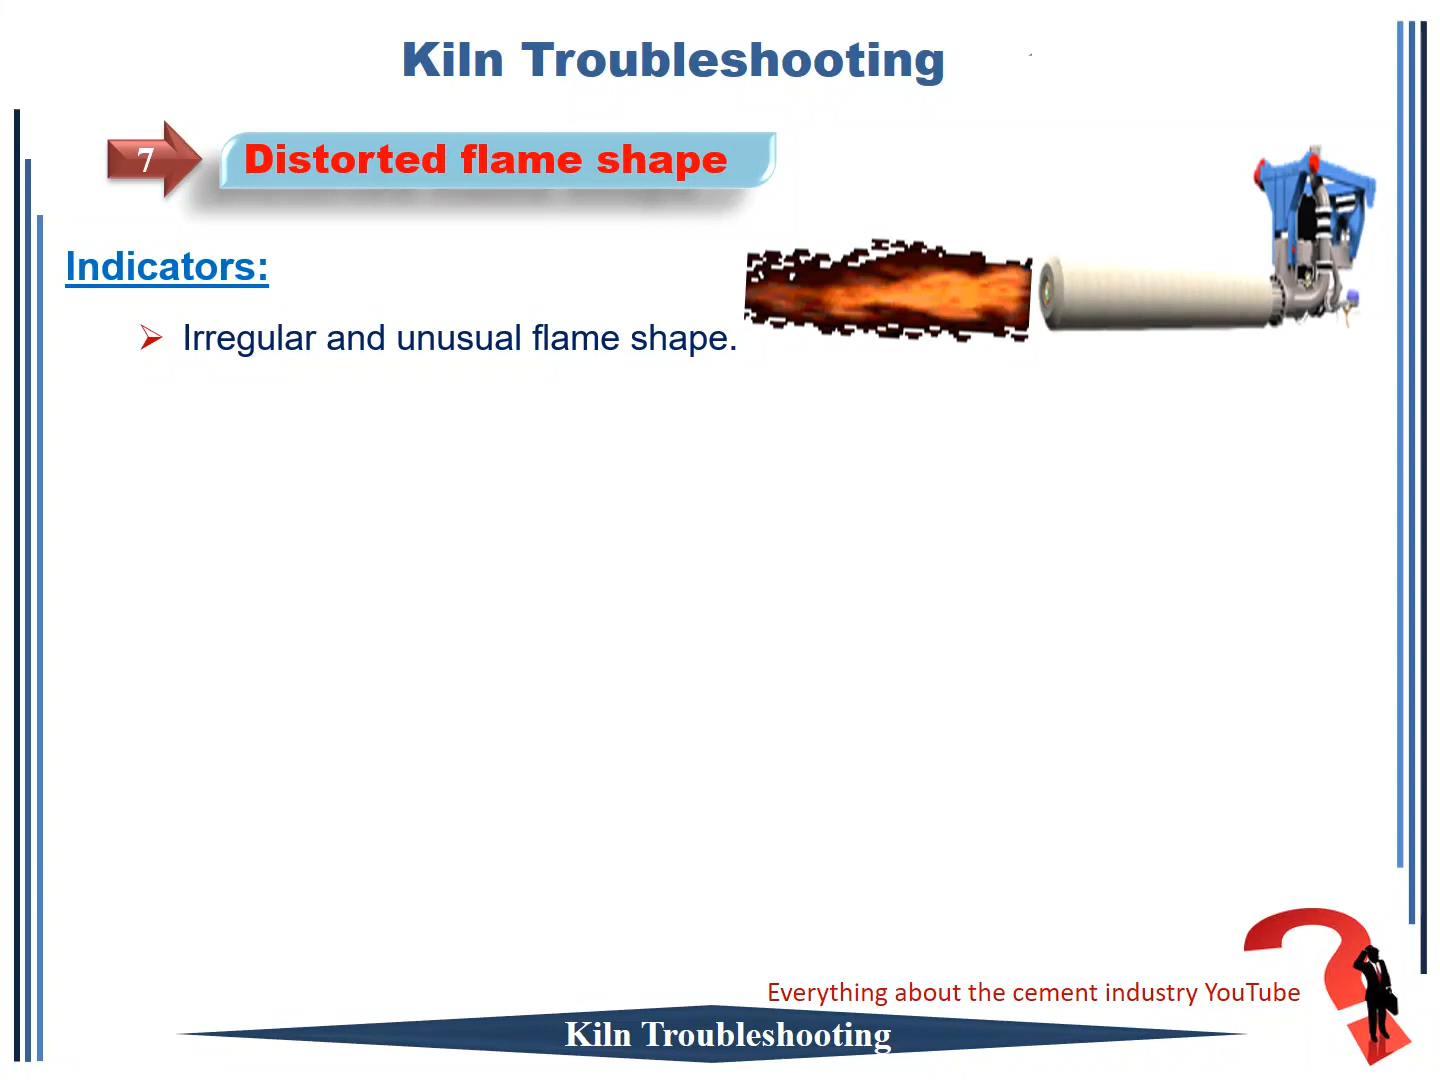 Kiln Troubleshooting
7
Distorted flame shape
Indicators:
Irregular and unusual flame shape.
Everything about the cement industry YouTube
Kiln Troubleshooting